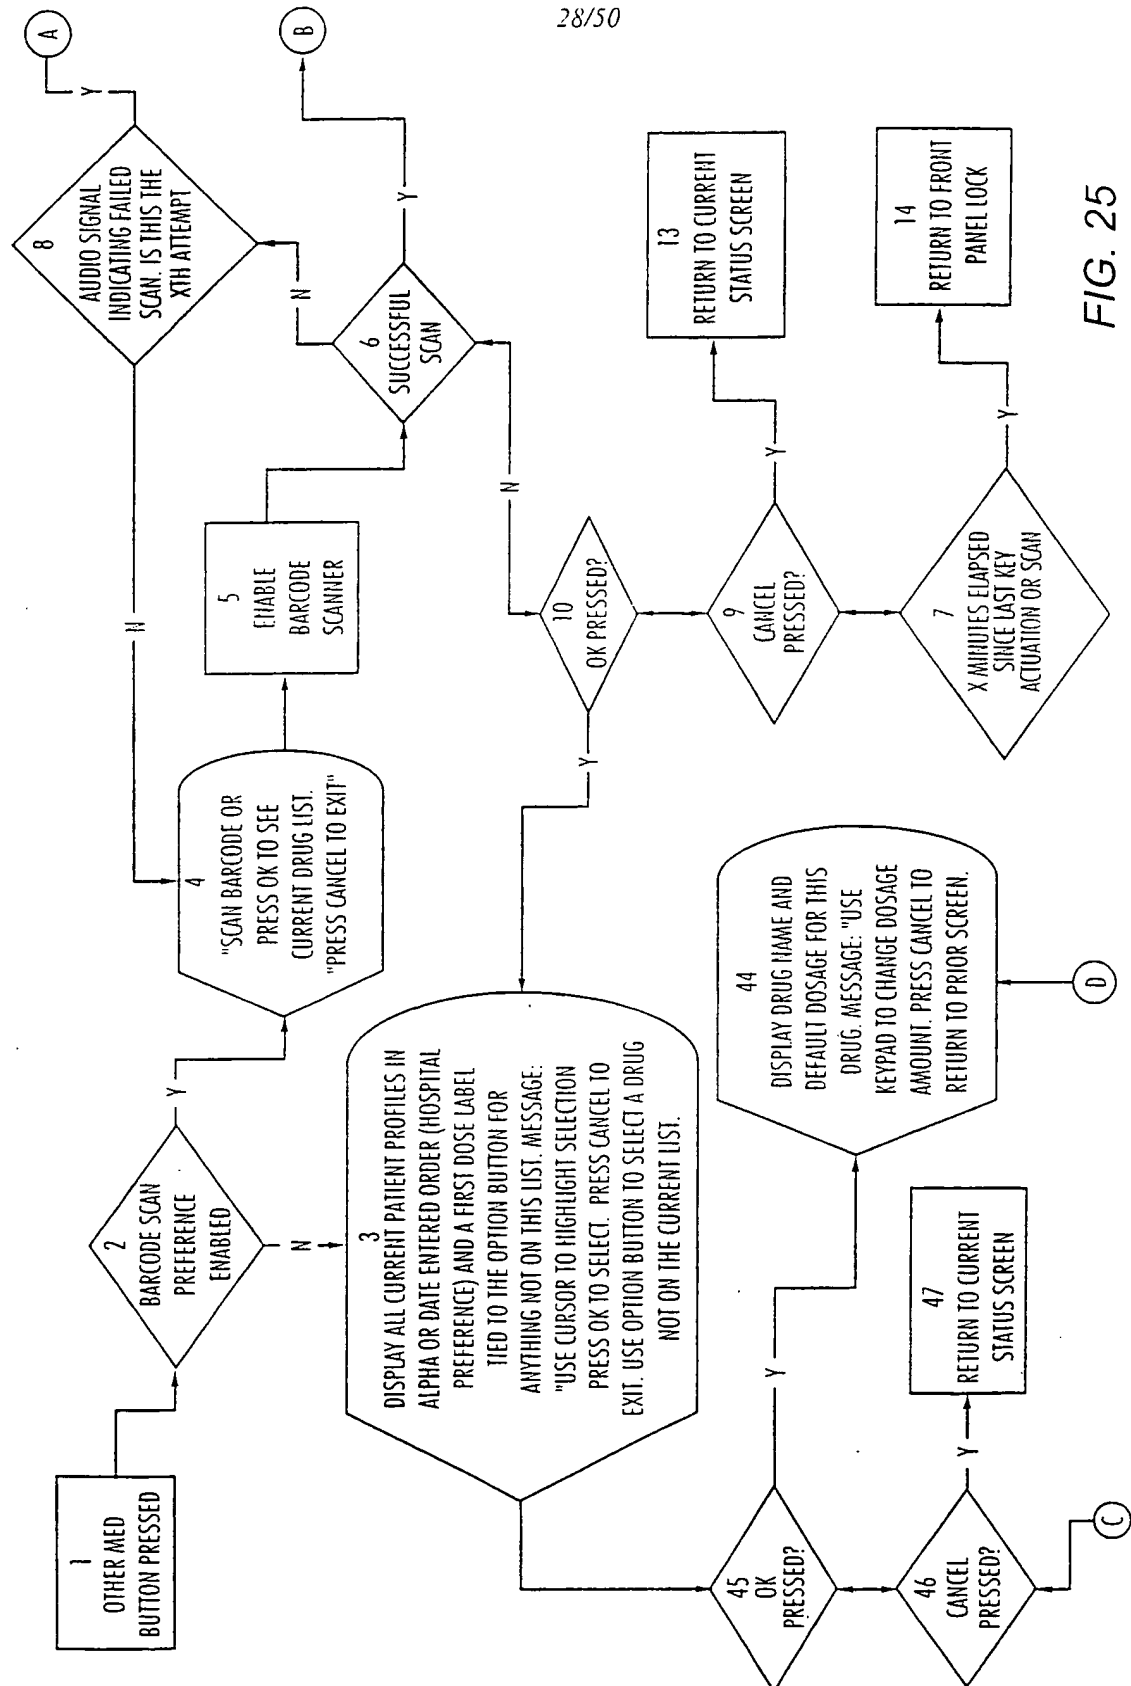 28/50
1
OTHER MED
BUTTON PRESSED
2
BARCODE SCAN
PREFERENCE
ENABLED
Y
N
4
"SCAN BARCODE OR
PRESS OK TO SEE
CURRENT DRUG LIST.
"PRESS CANCEL TO EXIT"
5
ENABLE
BARCODE
SCANNER
6
SUCCESSFUL
SCAN
Y
B
N
8
AUDIO SIGNAL
INDICATING FAILED
SCAN. IS THIS THE
XTH ATTEMPT
Y
A
N
N
10
OK PRESSED?
Y
9
CANCEL
PRESSED?
Y
13
RETURN TO CURRENT
STATUS SCREEN
7
X MINUTES ELAPSED
SINCE LAST KEY
ACTUATION OR SCAN
Y
14
RETURN TO FRONT
PANEL LOCK
3
DISPLAY ALL CURRENT PATIENT PROFILES IN
ALPHA OR DATE ENTERED ORDER (HOSPITAL
PREFERENCE) AND A FIRST DOSE LABEL
TIED TO THE OPTION BUTTON FOR
ANYTHING NOT ON THIS LIST. MESSAGE:
"USE CURSOR TO HIGHLIGHT SELECTION
PRESS OK TO SELECT. PRESS CANCEL TO
EXIT. USE OPTION BUTTON TO SELECT A DRUG
NOT ON THE CURRENT LIST.
45
OK
PRESSED?
Y
44
DISPLAY DRUG NAME AND
DEFAULT DOSAGE FOR THIS
DRUG. MESSAGE: "USE
KEYPAD TO CHANGE DOSAGE
AMOUNT. PRESS CANCEL TO
RETURN TO PRIOR SCREEN.
D
46
CANCEL
PRESSED?
Y
47
RETURN TO CURRENT
STATUS SCREEN
C
FIG. 25